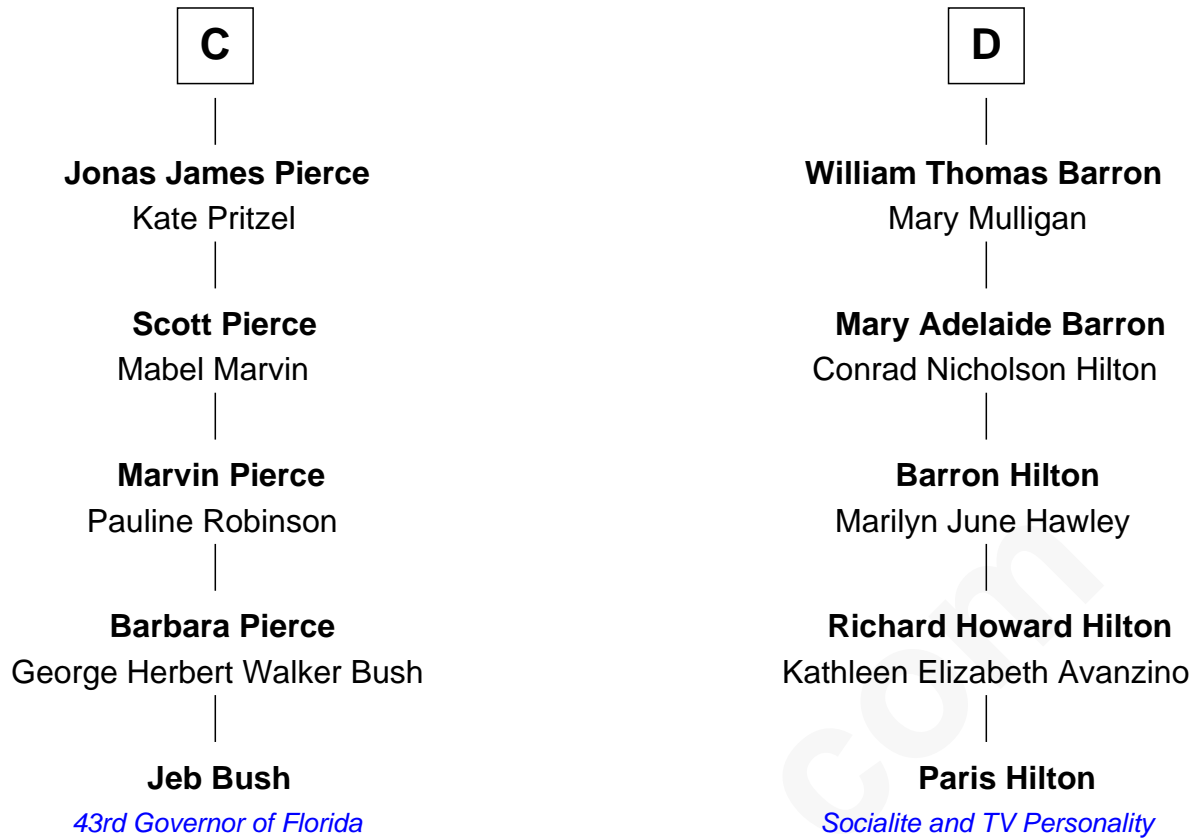 C
Jonas James Pierce
Kate Pritzel
Scott Pierce
Mabel Marvin
Marvin Pierce
Pauline Robinson
Barbara Pierce
George Herbert Walker Bush
Jeb Bush
43rd Governor of Florida
D
William Thomas Barron
Mary Mulligan
Mary Adelaide Barron
Conrad Nicholson Hilton
Barron Hilton
Marilyn June Hawley
Richard Howard Hilton
Kathleen Elizabeth Avanzino
Paris Hilton
Socialite and TV Personality
com